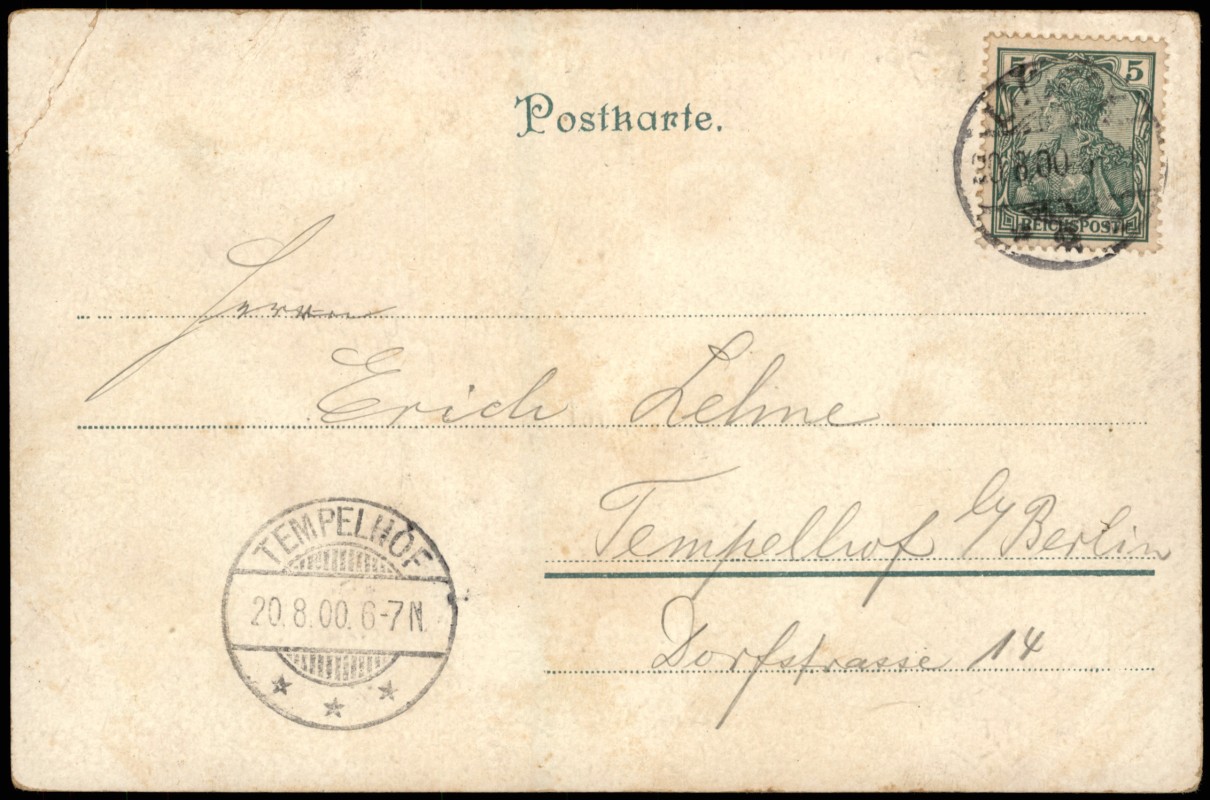 Postkarte.
5 5
20.8.00.
REICHSPOST
Herrn
Erich Lehne
Tempelhof b/ Berlin
Dorfstrasse 14
TEMPELHOF
20.8.00.6-7N.